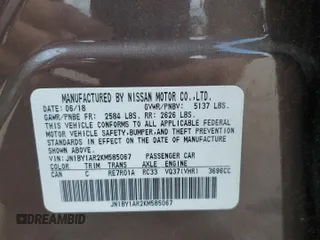 MANUFACTURED BY NISSAN MOTOR CO.,LTD.
DATE: 06/18 GVWR/PNBV: 5137 LBS.
GAWR/PNBE FR: 2584 LBS. RR: 2626 LBS.
THIS VEHICLE CONFORMS TO ALL APPLICABLE FEDERAL
MOTOR VEHICLE SAFETY,BUMPER,AND THEFT PREVENTION
STANDARDS IN EFFECT ON THE DATE OF MANUFACTURE
SHOWN ABOVE.
VIN: JN1BY1AR2KM585067 PASSENGER CAR
COLOR TRIM TRANS AXLE ENGINE
CAN C RE7R01A RC33 VQ37(VHR) 3696CC
JN1BY1AR2KM585067
DREAMBID